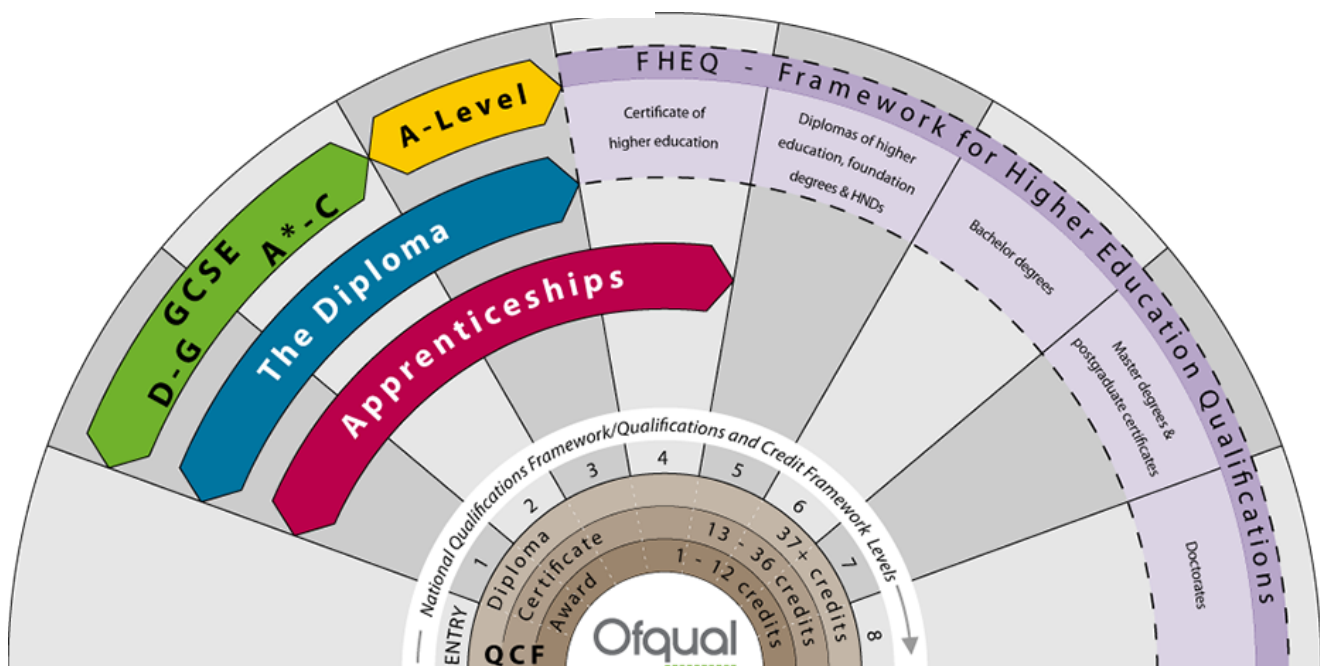 FHEQ - Framework for Higher Education Qualifications
A-Level
GCSE
D-G A*-C
The Diploma
Apprenticeships
Certificate of
higher education
Diplomas of higher
education, foundation
degrees & HNDs
Bachelor degrees
Master degrees &
postgraduate certificates
Doctorates
National Qualifications Framework/Qualifications and Credit Framework Levels
ENTRY
1
2
3
4
5
6
7
8
Diploma 37+ credits
Certificate 13 - 36 credits
Award 1 - 12 credits
QCF
Ofqual